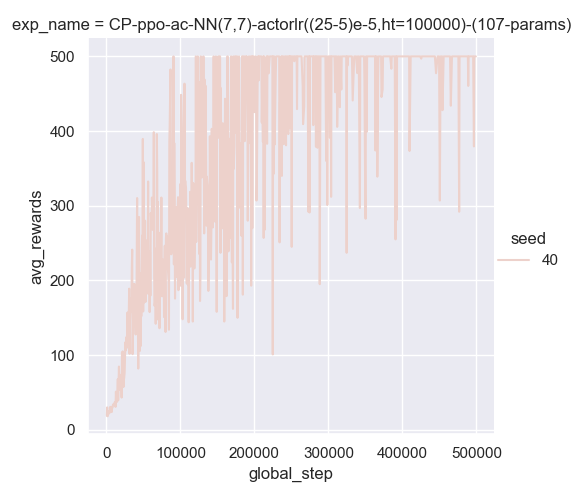 exp_name = CP-ppo-ac-NN(7,7)-actorlr((25-5)e-5,ht=100000)-(107-params)
500
400
300
200
100
0
avg_rewards
0 100000 200000 300000 400000 500000
global_step
seed
40